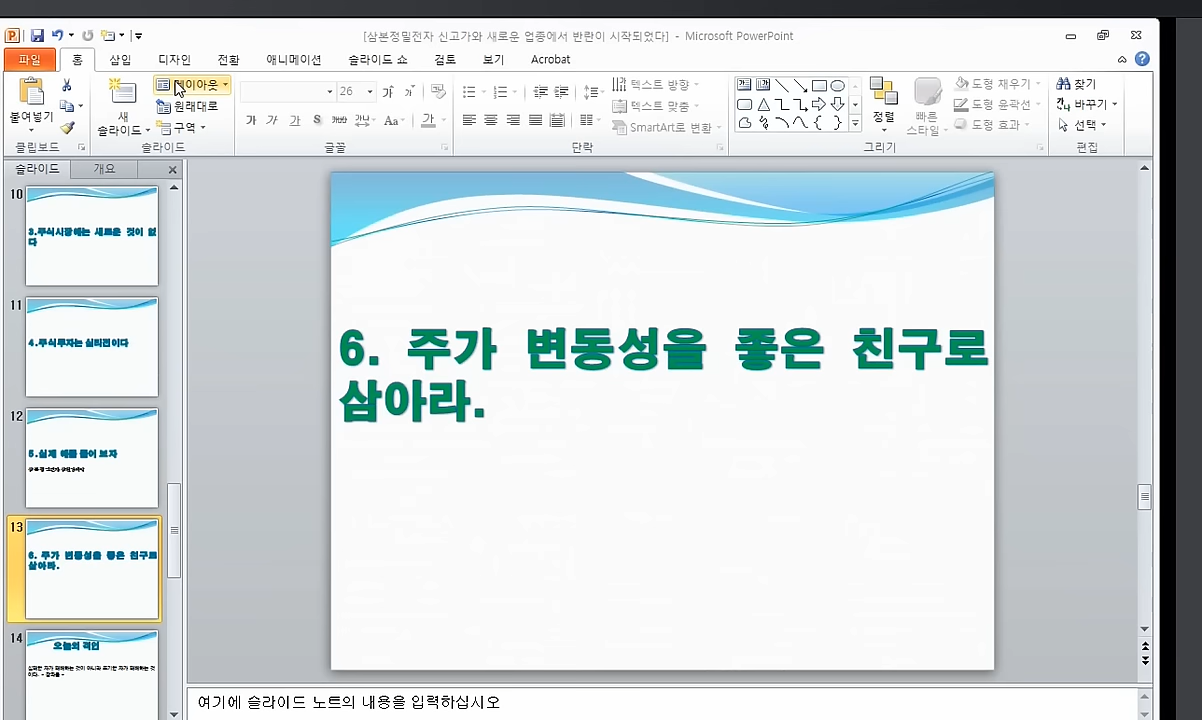 [삼본정밀전자 신고가와 새로운 업종에서 반란이 시작되었다] - Microsoft PowerPoint
파일 홈 삽입 디자인 전환 애니메이션 슬라이드 쇼 검토 보기 Acrobat
붙여넣기
클립보드
새 슬라이드
레이아웃
원래대로
구역
슬라이드
26
가 가 가 S 가나 가나 Aa 가
글꼴
텍스트 방향
텍스트 맞춤
SmartArt로 변환
단락
정렬
빠른 스타일
도형 채우기
도형 윤곽선
도형 효과
그리기
찾기
바꾸기
선택
편집
슬라이드 개요
10
3.주식시장에는 새로운 것이 없
다
11
4.주식투자는 심리전이다
12
5.실제 예를 들어 보자
13
6. 주가 변동성을 좋은 친구로
삼아라.
14
오늘의 격언
6. 주가 변동성을 좋은 친구로
삼아라.
여기에 슬라이드 노트의 내용을 입력하십시오